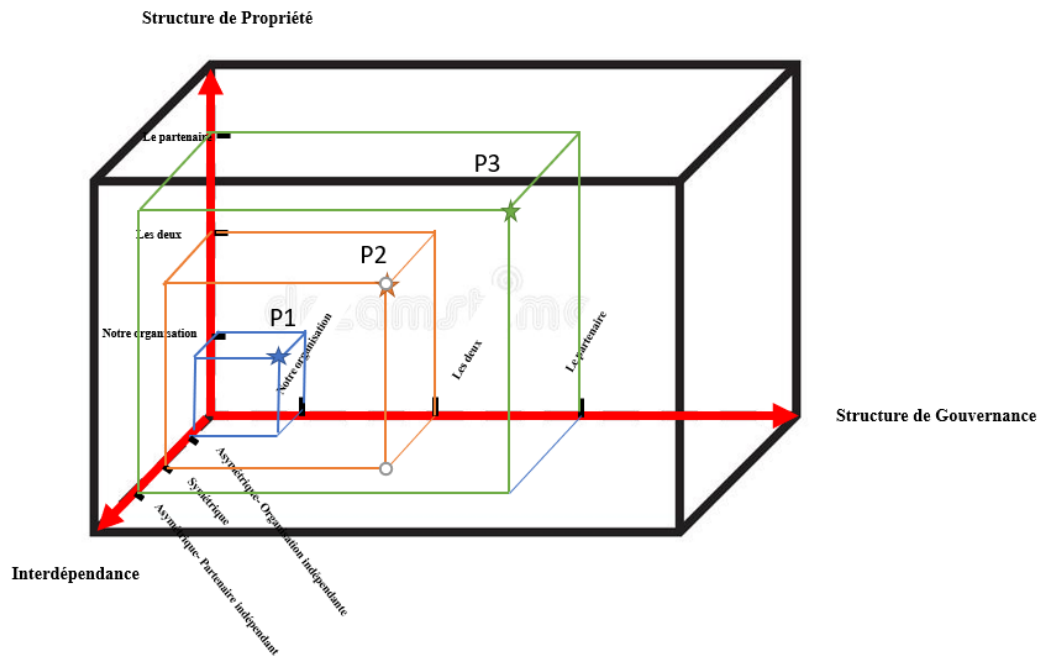 Structure de Propriété
Le partenaire
P3
Les deux
P2
dreamstime
Notre organisation
P1
Notre organisation
Les deux
Le partenaire
Structure de Gouvernance
Asymétrique- Organisation indépendante
Symétrique
Asymétrique- Partenaire indépendant
Interdépendance